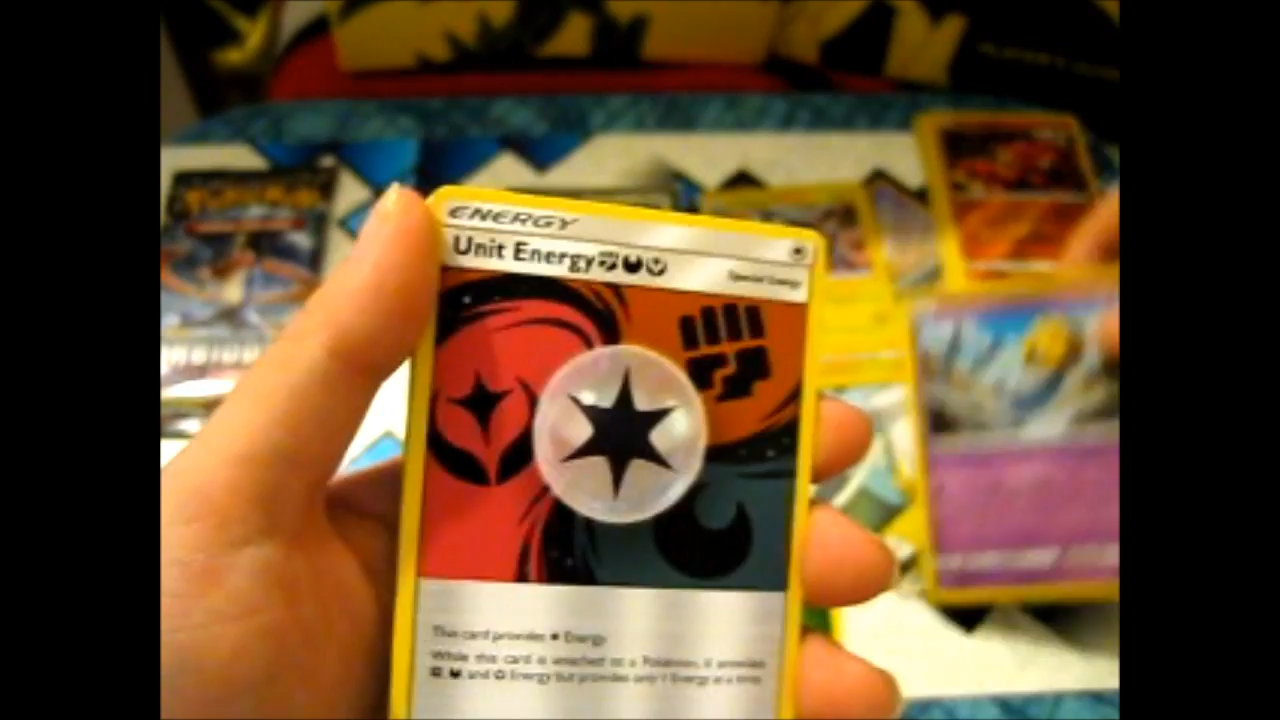 ENERGY
Unit Energy
Special Energy
This card provides Energy
While this card is attached to a Pokémon, it provides
and Energy but provides only 1 Energy at a time.
POKÉMON